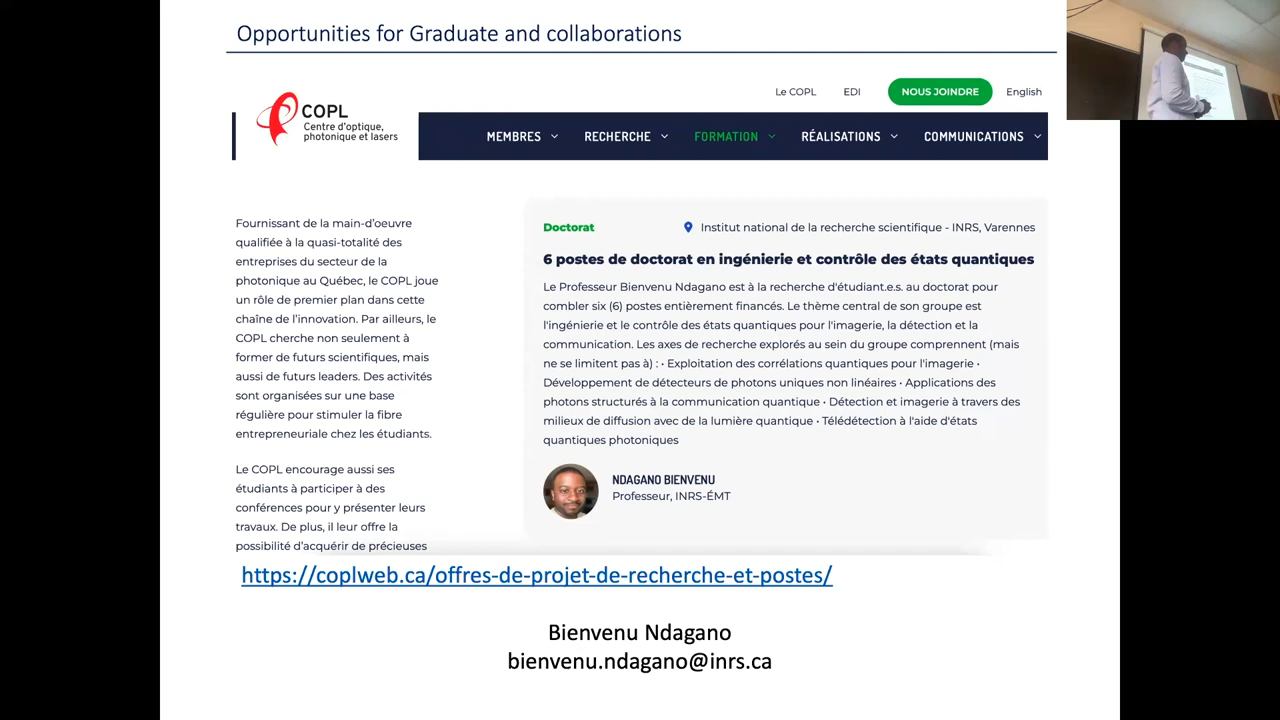 Opportunities for Graduate and collaborations
COPL
Centre d'optique,
photonique et lasers
Le COPL
EDI
NOUS JOINDRE
English
MEMBRES
RECHERCHE
FORMATION
RÉALISATIONS
COMMUNICATIONS
Fournissant de la main-d'oeuvre
qualifiée à la quasi-totalité des
entreprises du secteur de la
photonique au Québec, le COPL joue
un rôle de premier plan dans cette
chaîne de l'innovation. Par ailleurs, le
COPL cherche non seulement à
former de futurs scientifiques, mais
aussi de futurs leaders. Des activités
sont organisées sur une base
régulière pour stimuler la fibre
entrepreneuriale chez les étudiants.
Le COPL encourage aussi ses
étudiants à participer à des
conférences pour y présenter leurs
travaux. De plus, il leur offre la
possibilité d'acquérir de précieuses
Doctorat
Institut national de la recherche scientifique - INRS, Varennes
6 postes de doctorat en ingénierie et contrôle des états quantiques
Le Professeur Bienvenu Ndagano est à la recherche d'étudiant.e.s. au doctorat pour
combler six (6) postes entièrement financés. Le thème central de son groupe est
l'ingénierie et le contrôle des états quantiques pour l'imagerie, la détection et la
communication. Les axes de recherche explorés au sein du groupe comprennent (mais
ne se limitent pas à) : • Exploitation des corrélations quantiques pour l'imagerie •
Développement de détecteurs de photons uniques non linéaires • Applications des
photons structurés à la communication quantique • Détection et imagerie à travers des
milieux de diffusion avec de la lumière quantique • Télédétection à l'aide d'états
quantiques photoniques
NDAGANO BIENVENU
Professeur, INRS-ÉMT
https://coplweb.ca/offres-de-projet-de-recherche-et-postes/
Bienvenu Ndagano
bienvenu.ndagano@inrs.ca